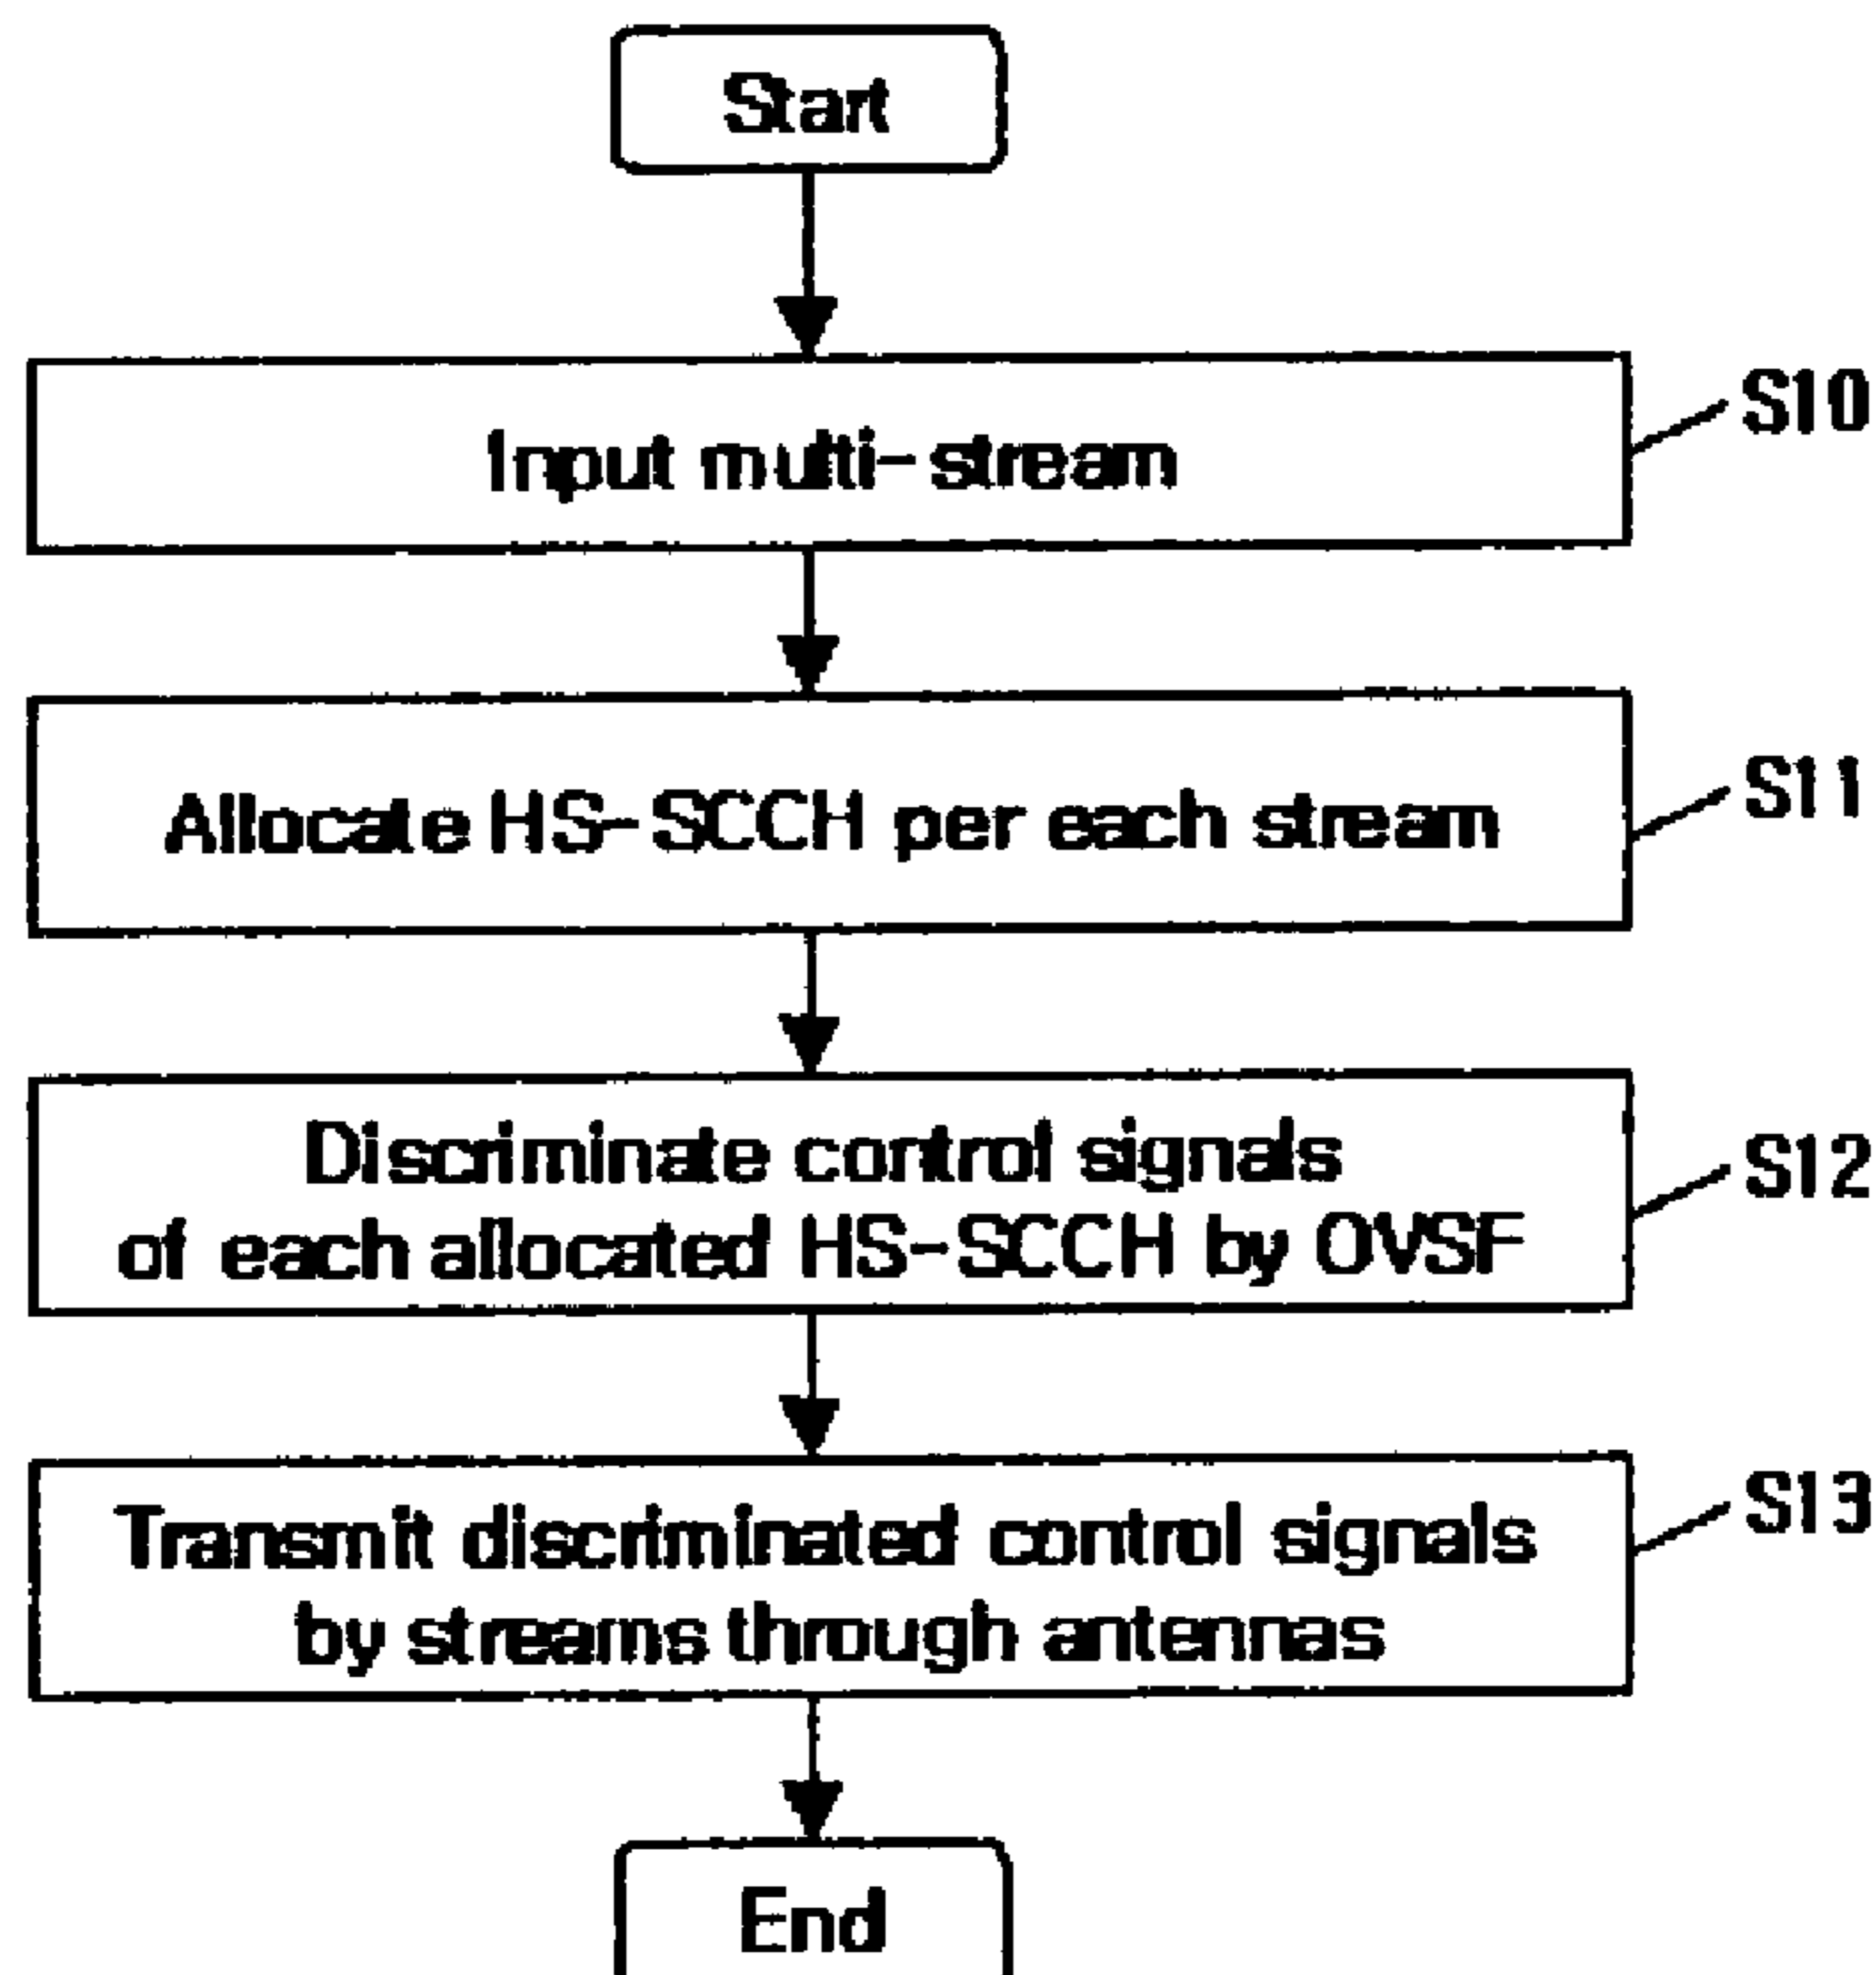 Start
Input muti-stream
S10
Allocate HS-SCCH per each stream
S11
Discriminate control signals
of each allocated HS-SCCH by OVSF
S12
Transmit discriminated control signals
by streams through antennas
S13
End